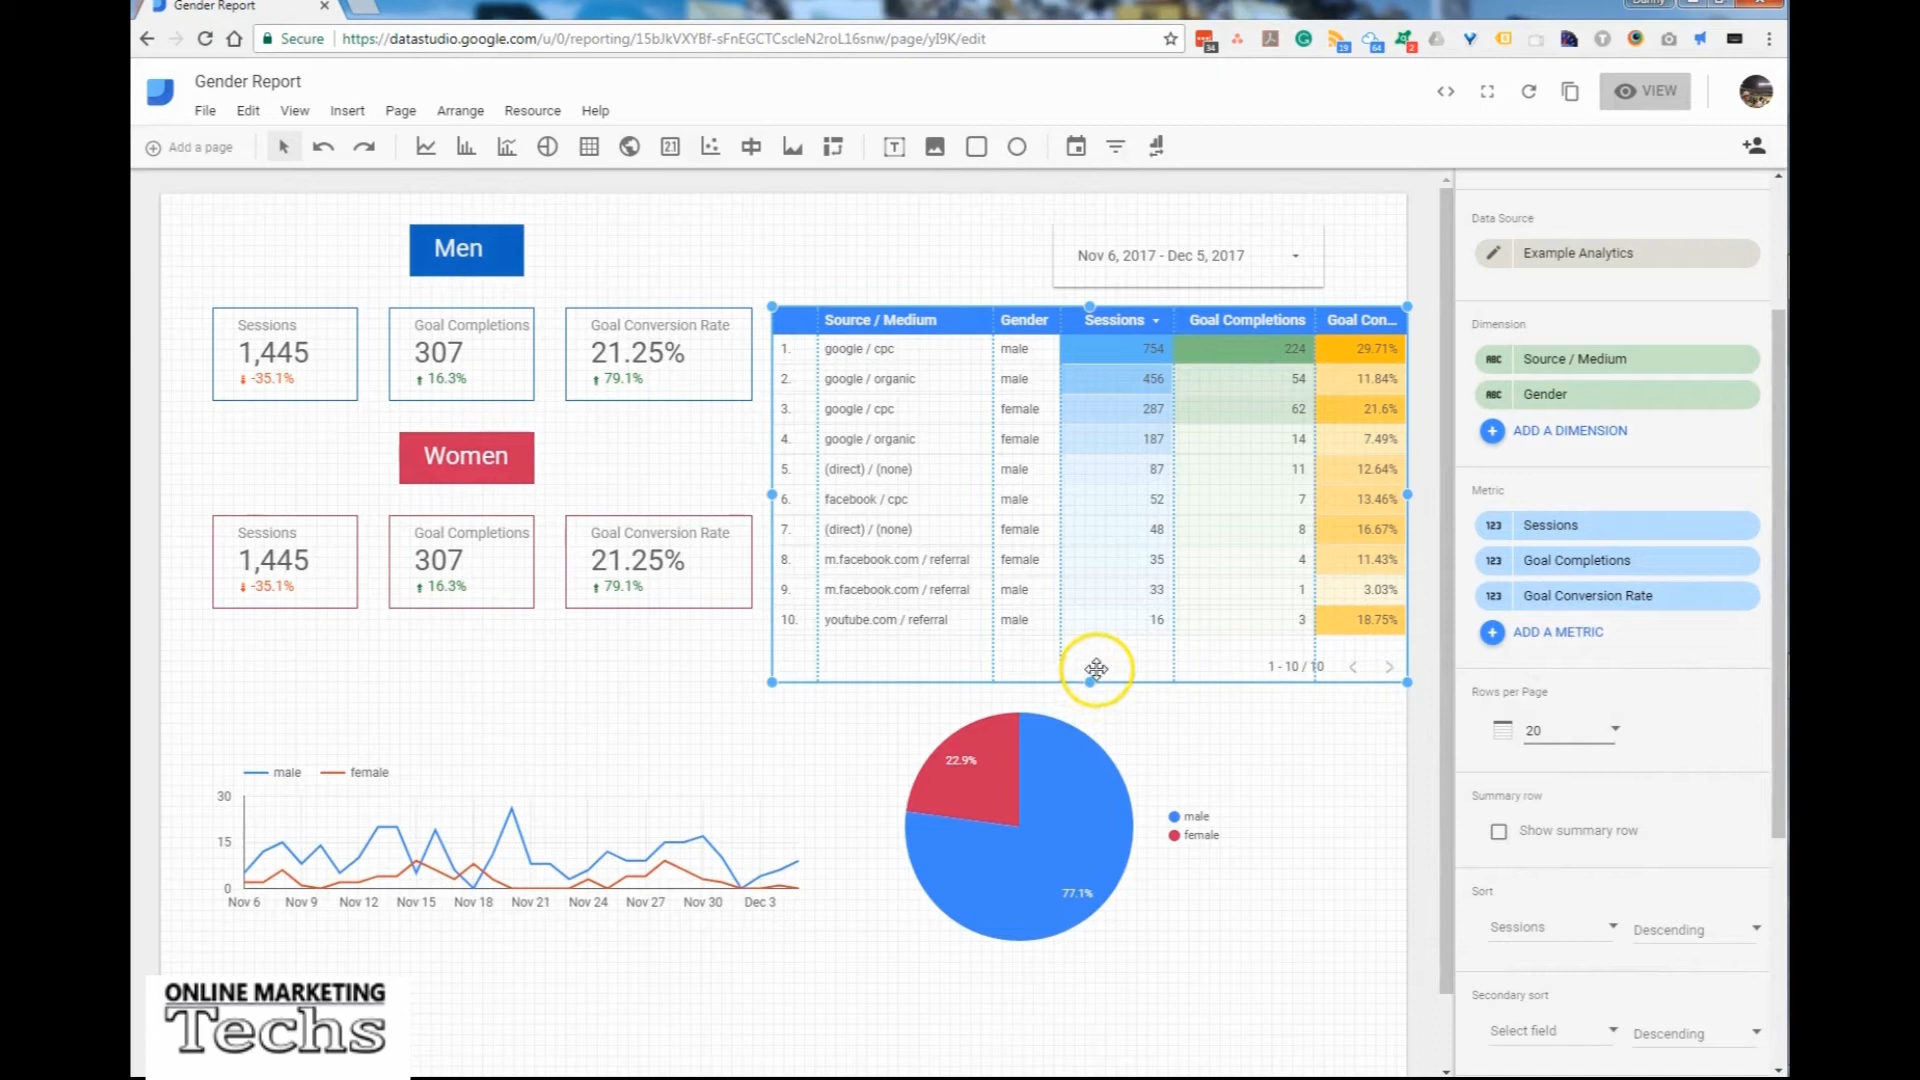 Gender Report
Danny
Secure https://datastudio.google.com/u/0/reporting/15bJkVXYBf-sFnEGCTCscleN2roL16snw/page/yI9K/edit
34 19 64 2
Gender Report
File Edit View Insert Page Arrange Resource Help
VIEW
Add a page
Men
Nov 6, 2017 - Dec 5, 2017
Sessions Goal Completions Goal Conversion Rate
1,445 307 21.25%
-35.1% 16.3% 79.1%
Women
Sessions Goal Completions Goal Conversion Rate
1,445 307 21.25%
-35.1% 16.3% 79.1%
Source / Medium Gender Sessions Goal Completions Goal Con...
1. google / cpc male 754 224 29.71%
2. google / organic male 456 54 11.84%
3. google / cpc female 287 62 21.6%
4. google / organic female 187 14 7.49%
5. (direct) / (none) male 87 11 12.64%
6. facebook / cpc male 52 7 13.46%
7. (direct) / (none) female 48 8 16.67%
8. m.facebook.com / referral female 35 4 11.43%
9. m.facebook.com / referral male 33 1 3.03%
10. youtube.com / referral male 16 3 18.75%
1 - 10 / 10
male female
30
15
0
Nov 6 Nov 9 Nov 12 Nov 15 Nov 18 Nov 21 Nov 24 Nov 27 Nov 30 Dec 3
22.9%
77.1%
male
female
Data Source
Example Analytics
Dimension
ABC Source / Medium
ABC Gender
ADD A DIMENSION
Metric
123 Sessions
123 Goal Completions
123 Goal Conversion Rate
ADD A METRIC
Rows per Page
20
Summary row
Show summary row
Sort
Sessions Descending
Secondary sort
Select field Descending
ONLINE MARKETING
Techs